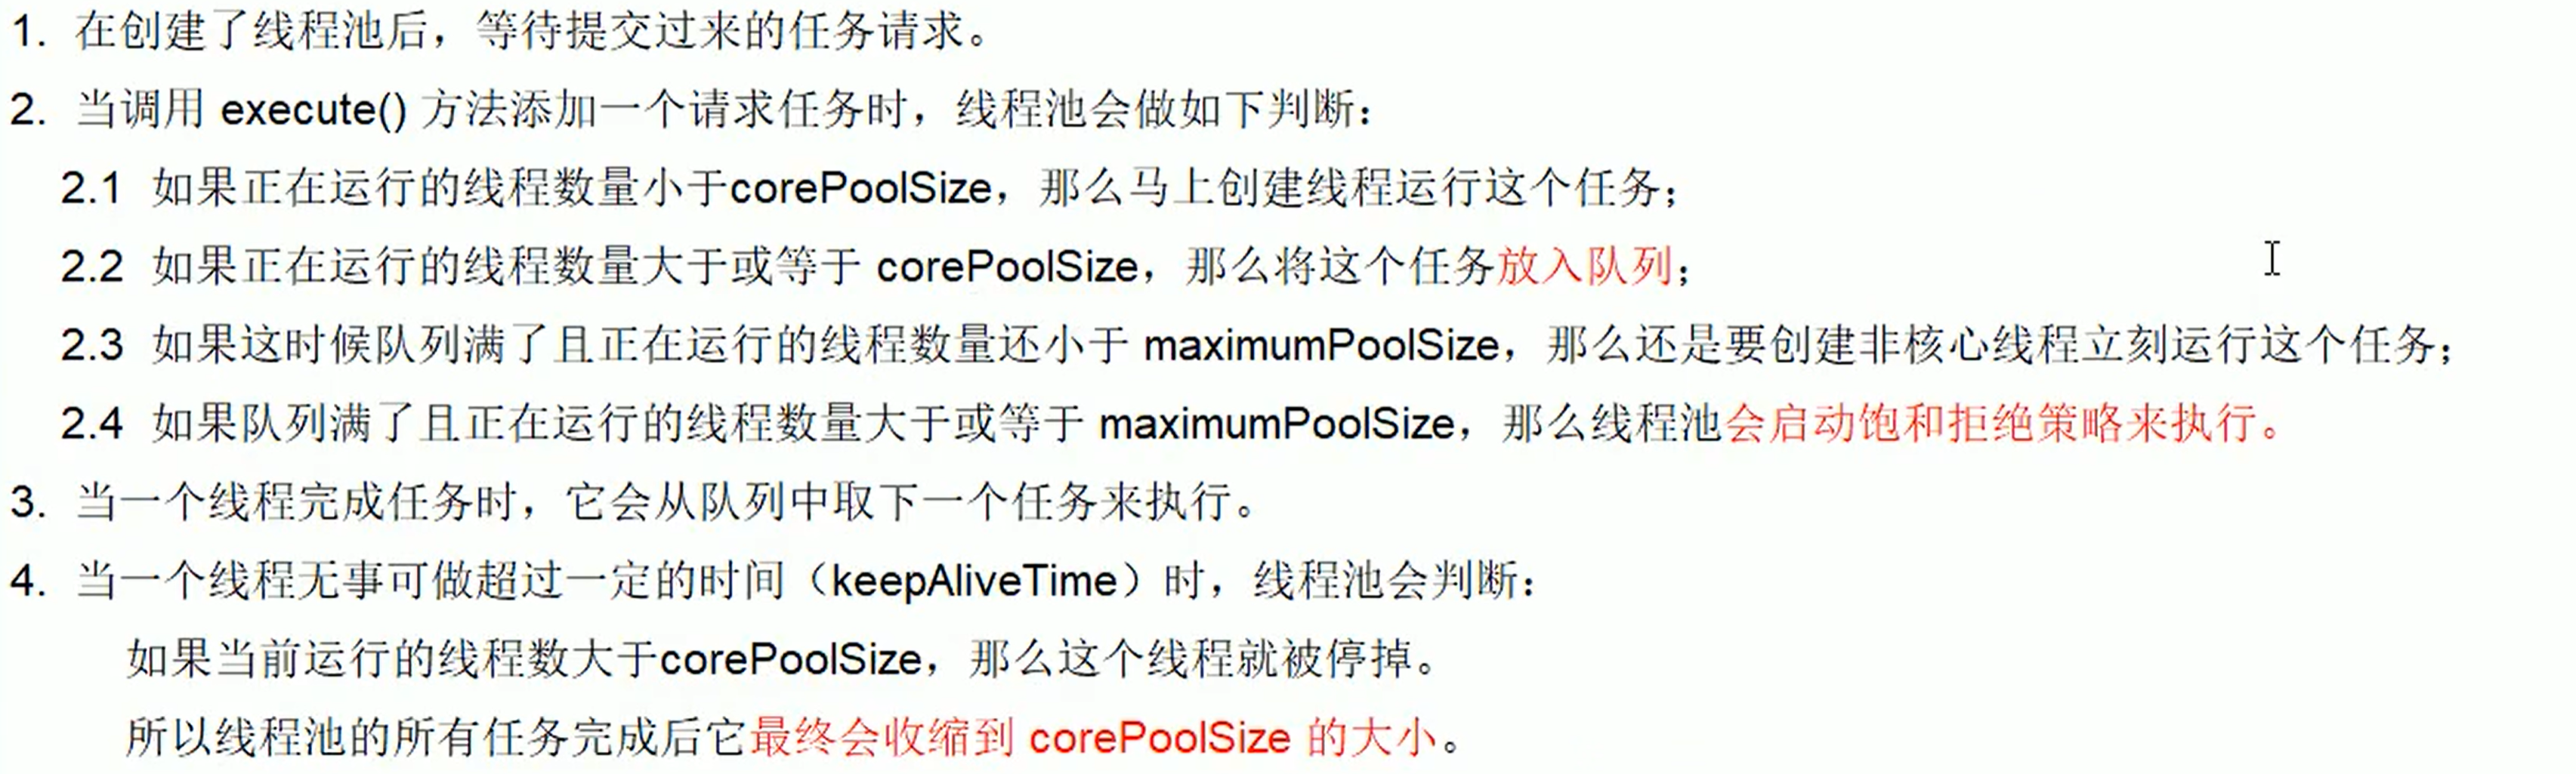 1. 在创建了线程池后，等待提交过来的任务请求。
2. 当调用 execute() 方法添加一个请求任务时，线程池会做如下判断：
2.1 如果正在运行的线程数量小于corePoolSize，那么马上创建线程运行这个任务；
2.2 如果正在运行的线程数量大于或等于 corePoolSize，那么将这个任务放入队列；
2.3 如果这时候队列满了且正在运行的线程数量还小于 maximumPoolSize，那么还是要创建非核心线程立刻运行这个任务；
2.4 如果队列满了且正在运行的线程数量大于或等于 maximumPoolSize，那么线程池会启动饱和拒绝策略来执行。
3. 当一个线程完成任务时，它会从队列中取下一个任务来执行。
4. 当一个线程无事可做超过一定的时间（keepAliveTime）时，线程池会判断：
如果当前运行的线程数大于corePoolSize，那么这个线程就被停掉。
所以线程池的所有任务完成后它最终会收缩到 corePoolSize 的大小。